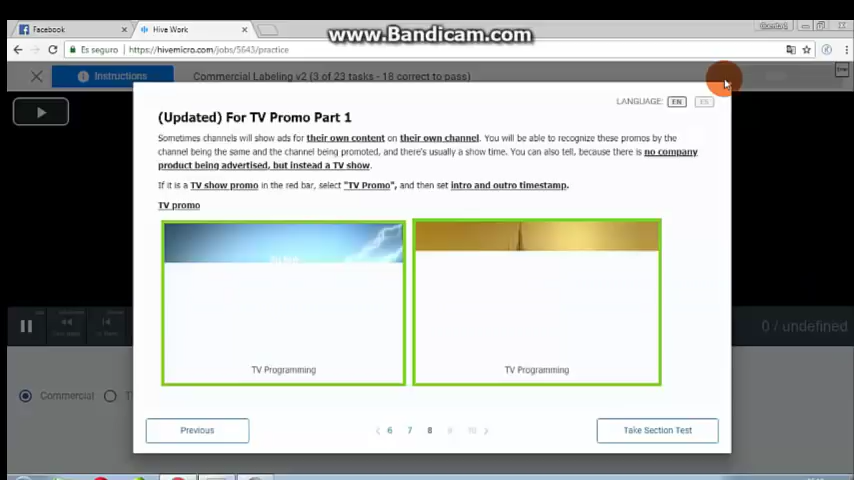 www.Bandicam.com
Facebook
Hive Work
Es seguro
https://hivemicro.com/jobs/5643/practice
Instructions
Commercial Labeling v2 (3 of 23 tasks - 18 correct to pass)
LANGUAGE: EN ES
(Updated) For TV Promo Part 1
Sometimes channels will show ads for their own content on their own channel. You will be able to recognize these promos by the
channel being the same and the channel being promoted, and there's usually a show time. You can also tell, because there is no company
product being advertised, but instead a TV show.
If it is a TV show promo in the red bar, select "TV Promo", and then set intro and outro timestamp.
TV promo
0 / undefined
TV Programming
TV Programming
Commercial
Previous
6 7 8 9 10
Take Section Test